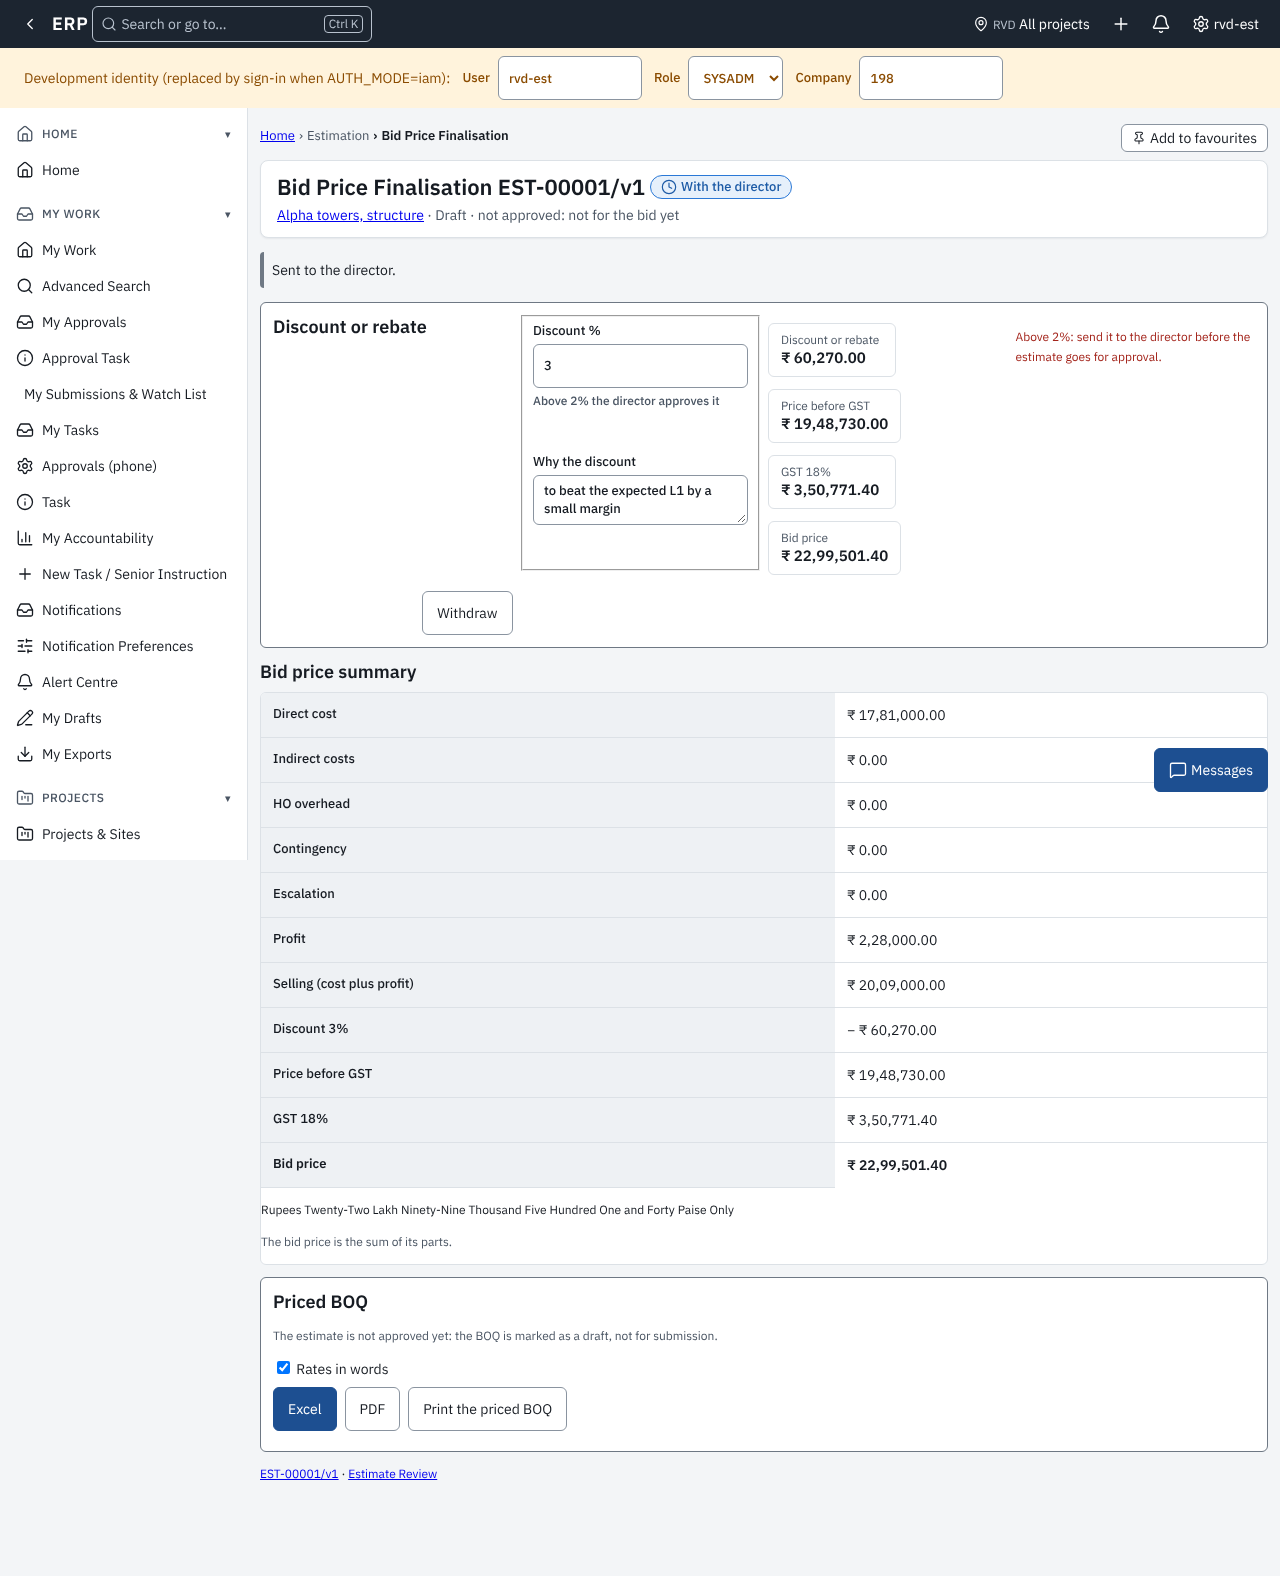 ERP
Search or go to...
Ctrl K
RVD All projects
rvd-est
Development identity (replaced by sign-in when AUTH_MODE=iam):
User
rvd-est
Role
SYSADM
Company
198
HOME
Home
MY WORK
My Work
Advanced Search
My Approvals
Approval Task
My Submissions & Watch List
My Tasks
Approvals (phone)
Task
My Accountability
New Task / Senior Instruction
Notifications
Notification Preferences
Alert Centre
My Drafts
My Exports
PROJECTS
Projects & Sites
Home › Estimation › Bid Price Finalisation
Add to favourites
Bid Price Finalisation EST-00001/v1
With the director
Alpha towers, structure · Draft · not approved: not for the bid yet
Sent to the director.
Discount or rebate
Discount %
3
Above 2% the director approves it
Why the discount
to beat the expected L1 by a
small margin
Discount or rebate
₹ 60,270.00
Price before GST
₹ 19,48,730.00
GST 18%
₹ 3,50,771.40
Bid price
₹ 22,99,501.40
Above 2%: send it to the director before the
estimate goes for approval.
Withdraw
Bid price summary
Direct cost
₹ 17,81,000.00
Indirect costs
₹ 0.00
HO overhead
₹ 0.00
Contingency
₹ 0.00
Escalation
₹ 0.00
Profit
₹ 2,28,000.00
Selling (cost plus profit)
₹ 20,09,000.00
Discount 3%
− ₹ 60,270.00
Price before GST
₹ 19,48,730.00
GST 18%
₹ 3,50,771.40
Bid price
₹ 22,99,501.40
Messages
Rupees Twenty-Two Lakh Ninety-Nine Thousand Five Hundred One and Forty Paise Only
The bid price is the sum of its parts.
Priced BOQ
The estimate is not approved yet: the BOQ is marked as a draft, not for submission.
Rates in words
Excel
PDF
Print the priced BOQ
EST-00001/v1 · Estimate Review